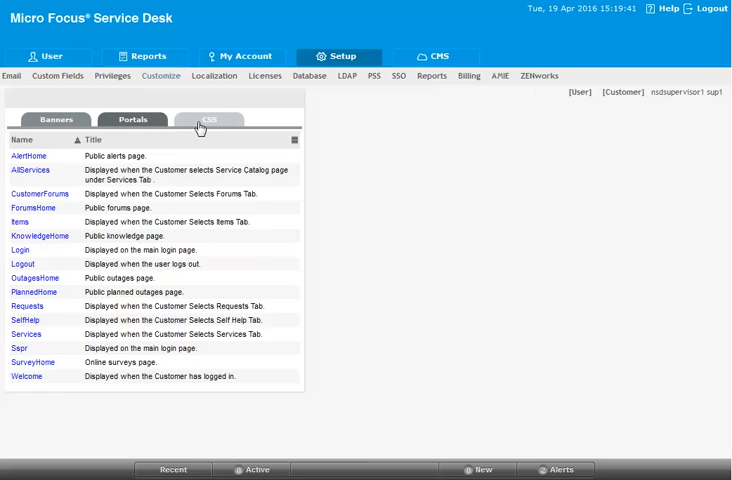 Micro Focus® Service Desk
Tue, 19 Apr 2016 15:19:41 Help Logout
User Reports My Account Setup CMS
Email Custom Fields Privileges Customize Localization Licenses Database LDAP PSS SSO Reports Billing AMIE ZENworks
[User] [Customer] nsdsupervisor1 sup1
Banners Portals CSS
Name Title
AlertHome Public alerts page.
AllServices Displayed when the Customer selects Service Catalog page
under Services Tab .
CustomerForums Displayed when the Customer Selects Forums Tab.
ForumsHome Public forums page.
Items Displayed when the Customer Selects Items Tab.
KnowledgeHome Public knowledge page.
Login Displayed on the main login page.
Logout Displayed when the user logs out.
OutagesHome Public outages page.
PlannedHome Public planned outages page.
Requests Displayed when the Customer Selects Requests Tab.
SelfHelp Displayed when the Customer Selects Self Help Tab.
Services Displayed when the Customer Selects Services Tab.
Sspr Displayed on the main login page.
SurveyHome Online surveys page.
Welcome Displayed when the Customer has logged in.
Recent 0 Active 0 New 2 Alerts